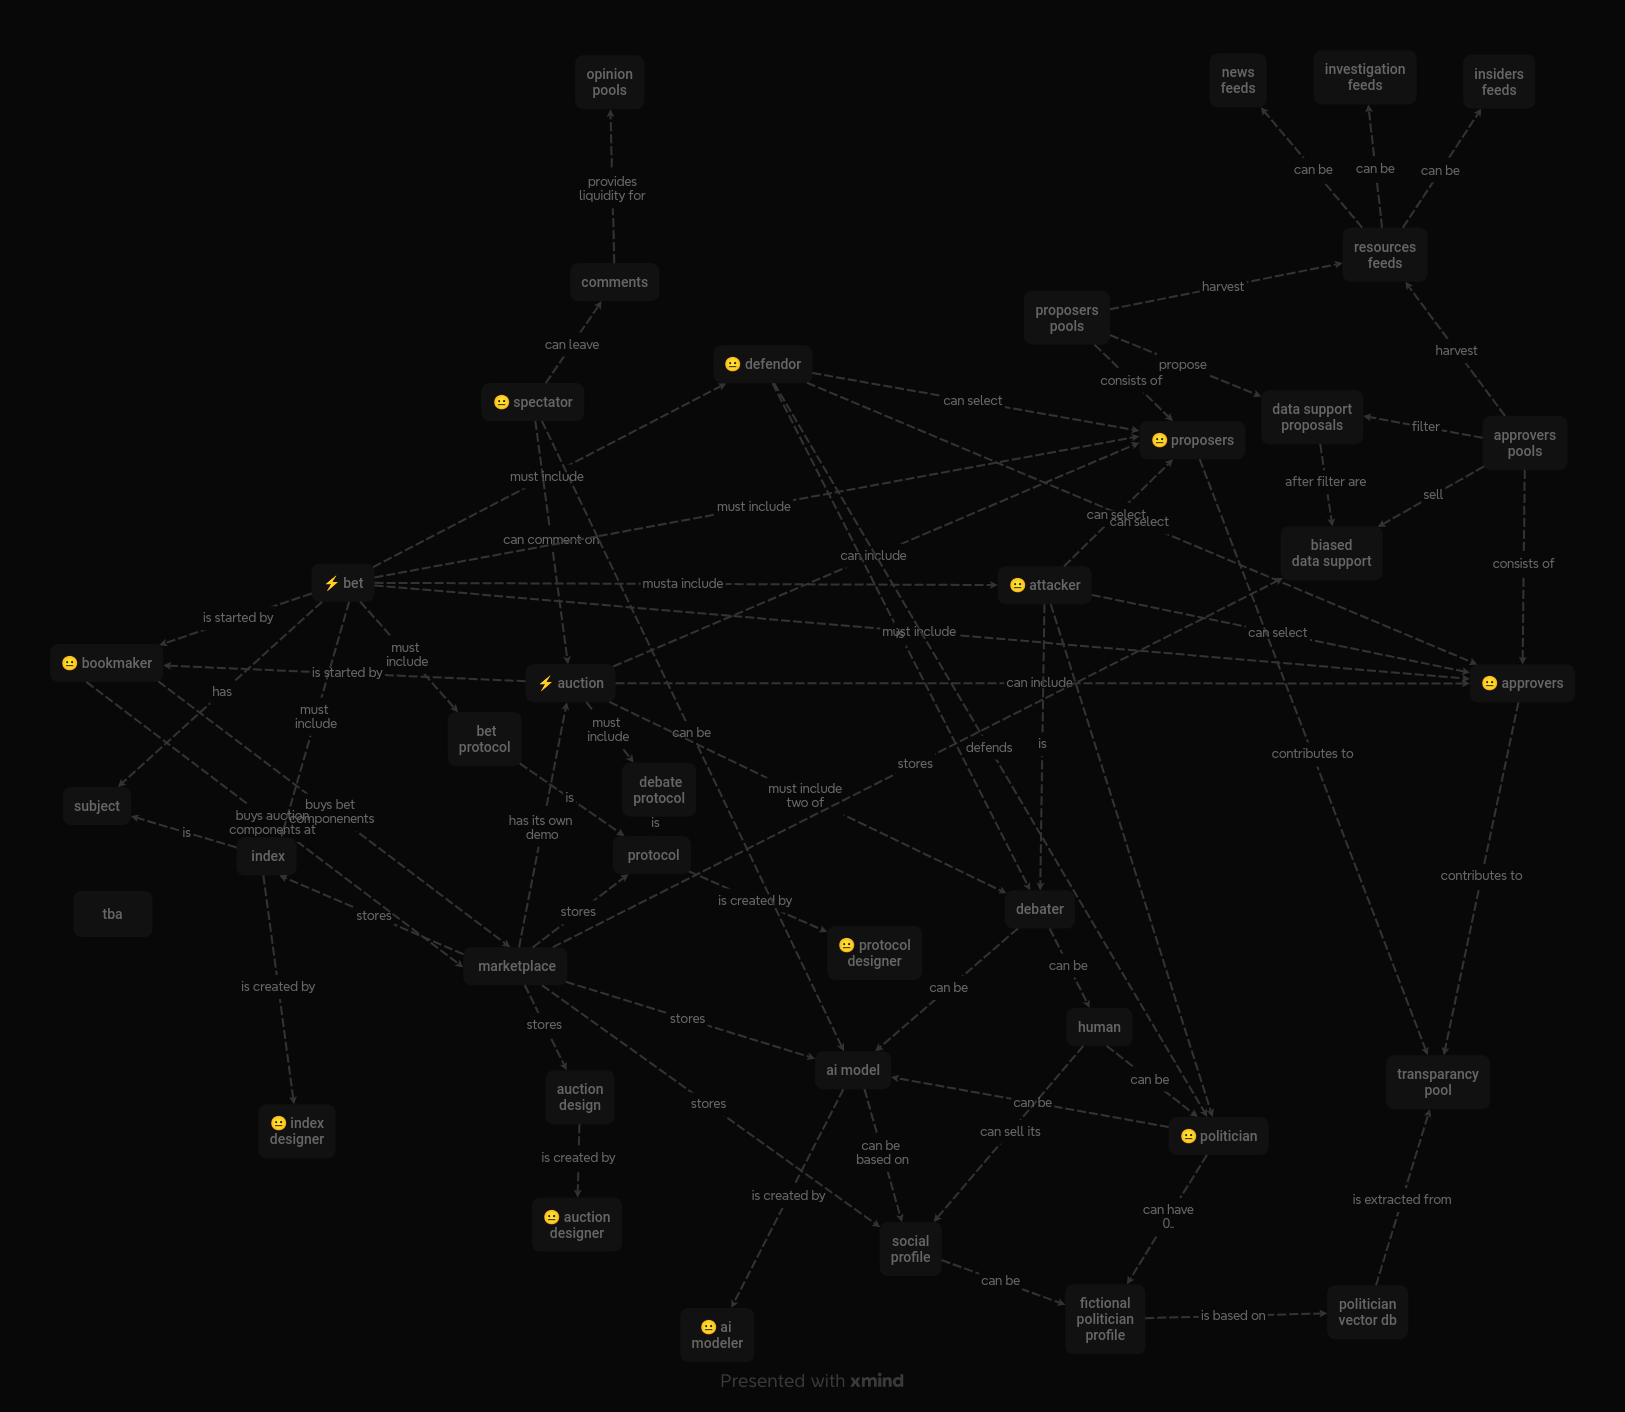 opinion
pools
news
feeds
investigation
feeds
insiders
feeds
provides
liquidity for
can be
can be
can be
resources
feeds
comments
harvest
proposers
pools
can leave
harvest
😐 defendor
propose
consists of
😐 spectator
can select
data support
proposals
filter
approvers
pools
😐 proposers
must include
after filter are
sell
must include
can select
can select
can comment on
can include
biased
data support
consists of
⚡ bet
musta include
😐 attacker
is started by
must include
is
can select
must
include
😐 bookmaker
is started by
⚡ auction
can include
😐 approvers
has
must
include
bet
protocol
must
include
can be
defends
is
contributes to
stores
debate
protocol
must include
two of
subject
is
buys bet
componenents
buys auction
components at
has its own
demo
is
is
index
protocol
contributes to
tba
stores
stores
is created by
debater
😐 protocol
designer
marketplace
can be
is created by
can be
stores
stores
human
ai model
can be
transparancy
pool
auction
design
stores
can be
😐 index
designer
can sell its
😐 politician
can be
based on
is created by
is created by
can have
0..
is extracted from
😐 auction
designer
social
profile
can be
fictional
politician
profile
is based on
politician
vector db
😐 ai
modeler
Presented with xmind